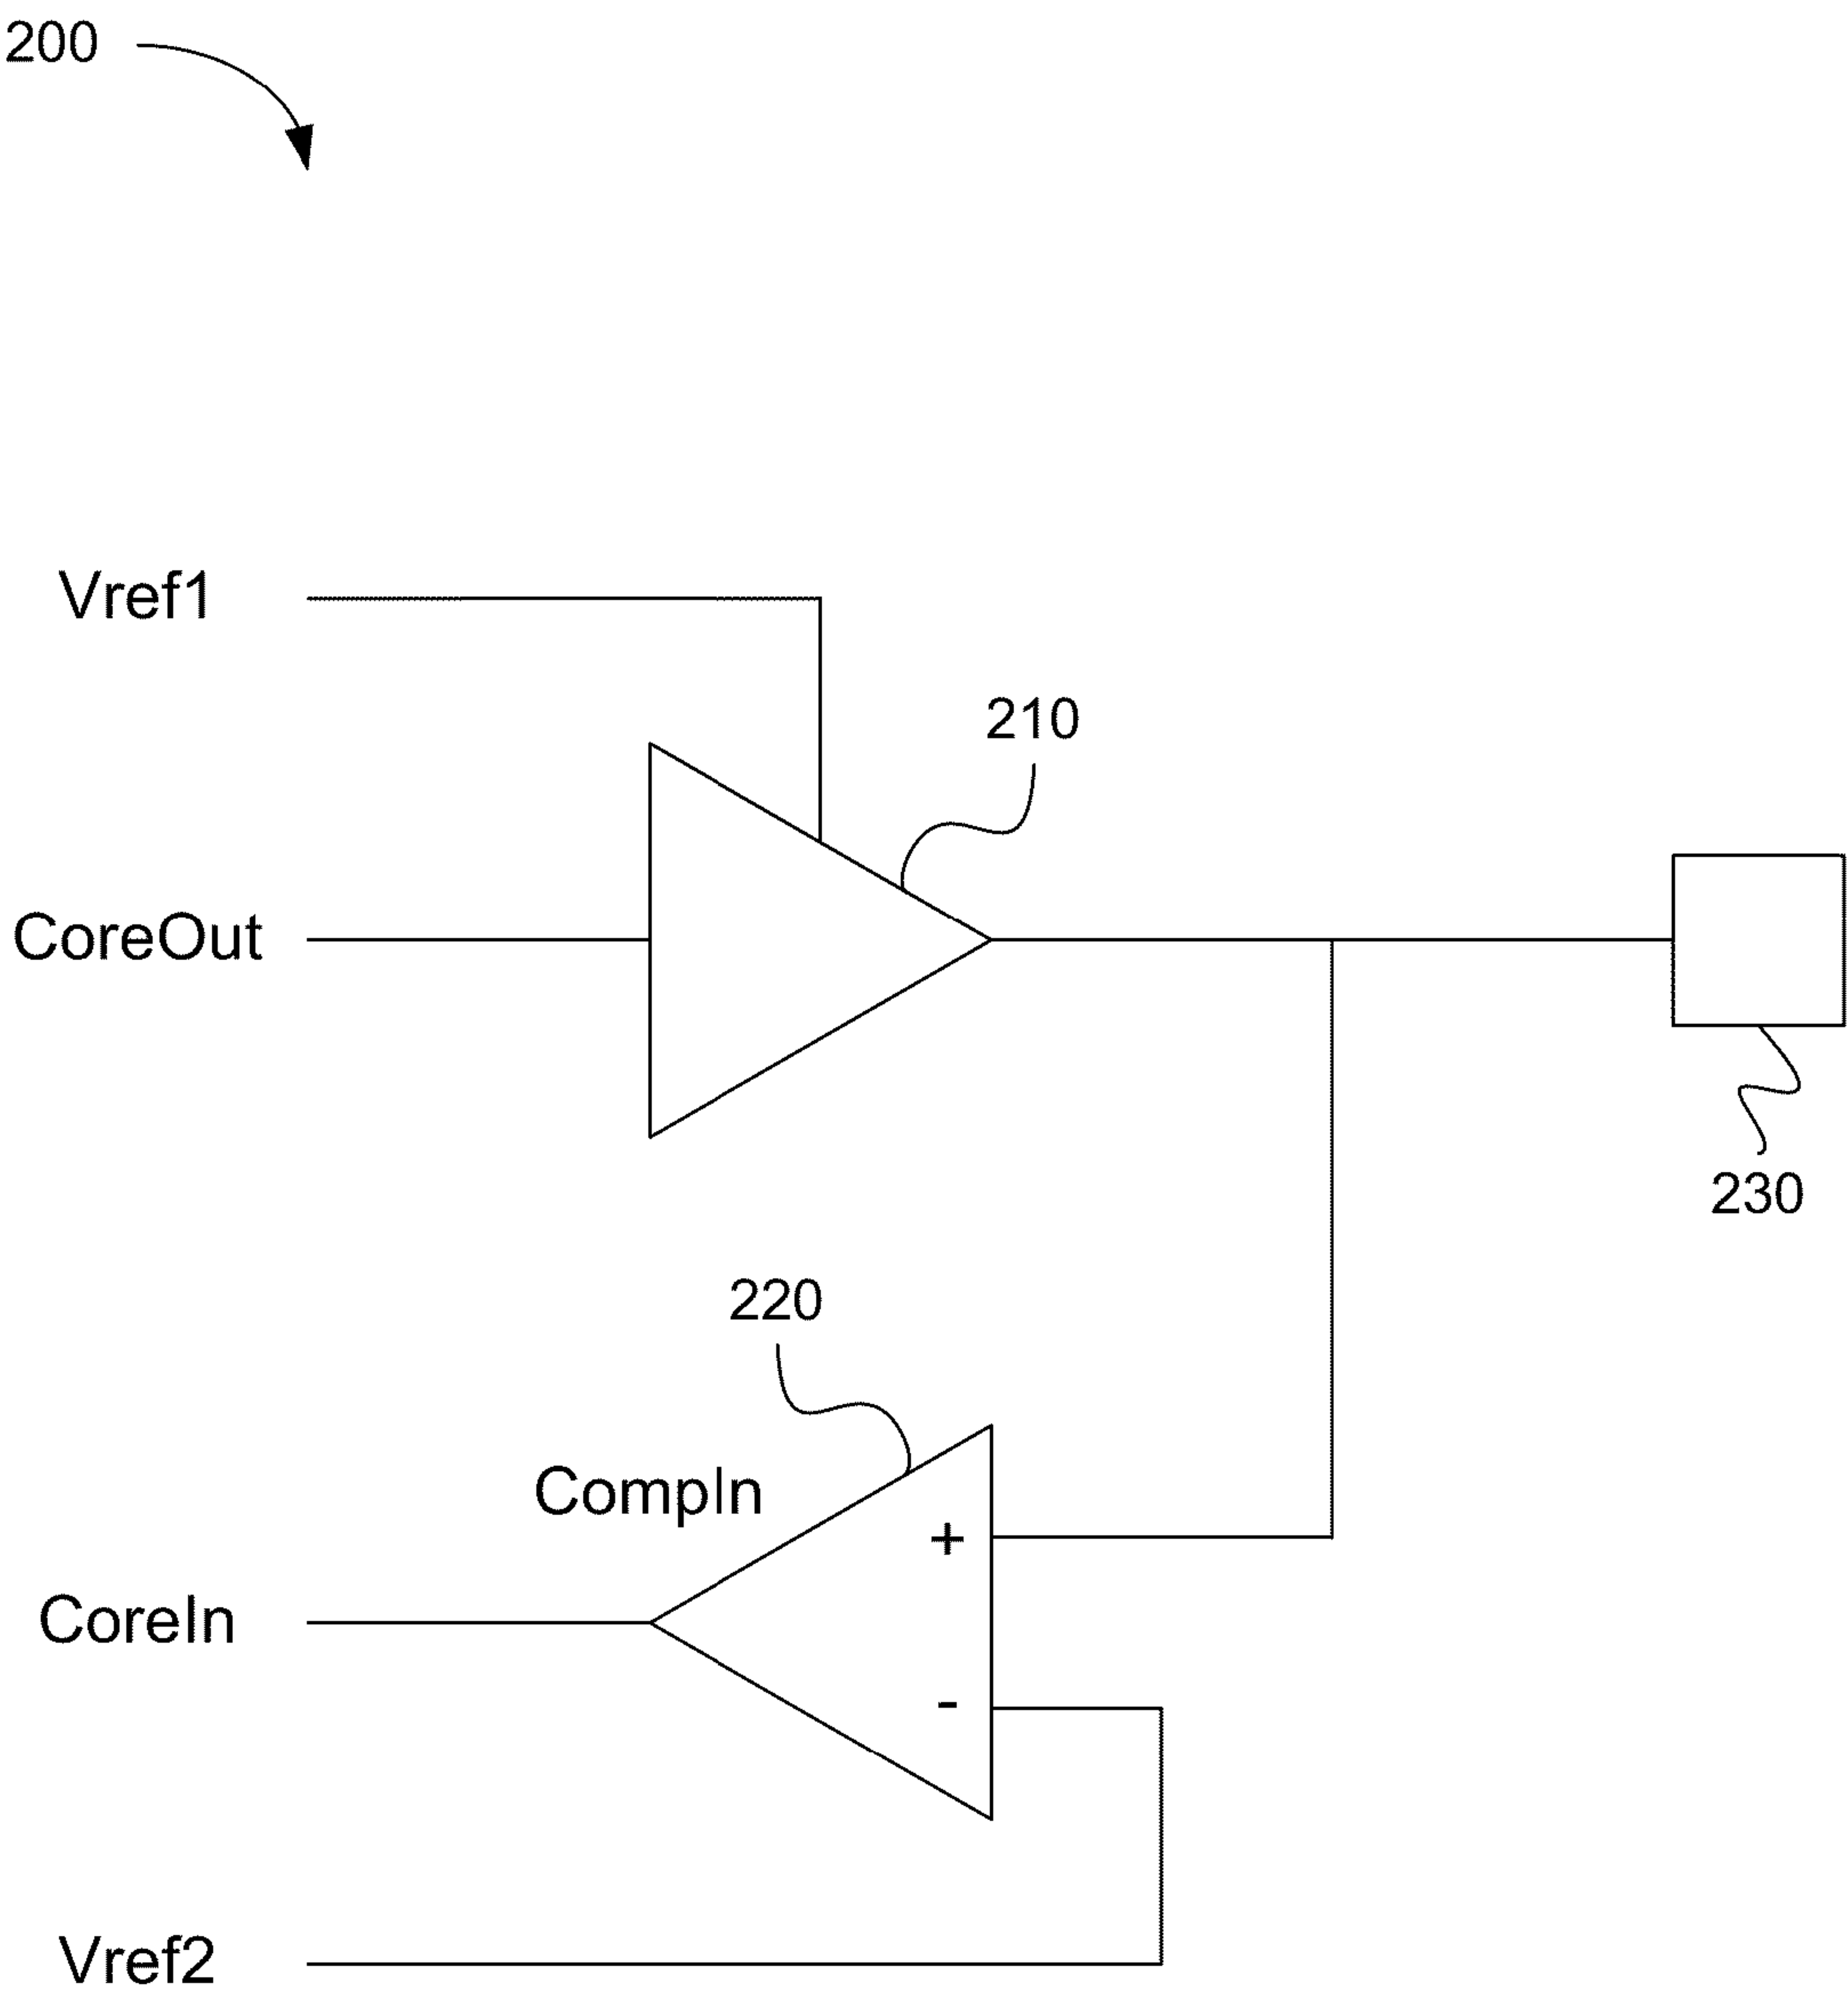 200
Vref1
210
CoreOut
230
220
CompIn
+
CoreIn
-
Vref2